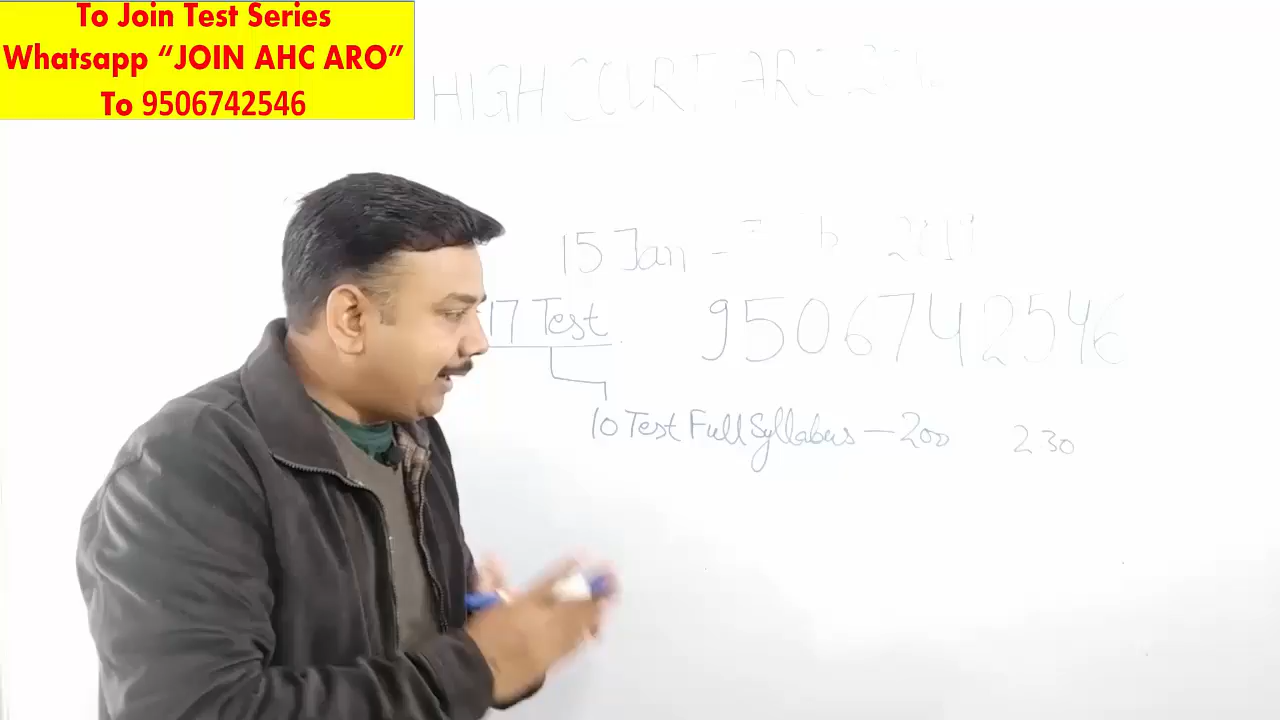 To Join Test Series
Whatsapp “JOIN AHC ARO”
To 9506742546
HIGH COURT ARO
15 Jan -
17 Test
9506742546
10 Test Full Syllabus - 200 230